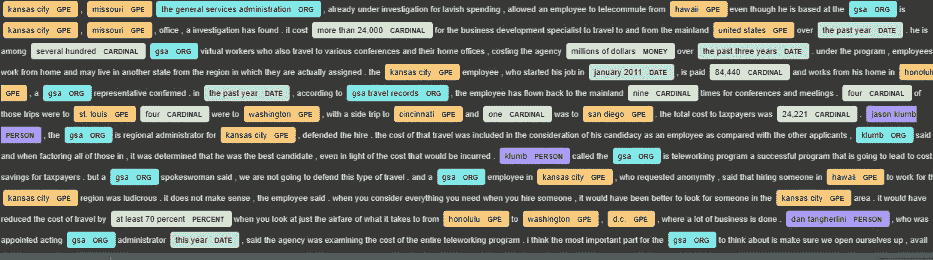 kansas city GPE , missouri GPE the general services administration ORG , already under investigation for lavish spending , allowed an employee to telecommute from hawaii GPE even though he is based at the gsa ORG is
kansas city GPE , missouri GPE , office , a investigation has found . it cost more than 24,000 CARDINAL for the business development specialist to travel to and from the mainland united states GPE over the past year DATE . he is
among several hundred CARDINAL gsa ORG virtual workers who also travel to various conferences and their home offices , costing the agency millions of dollars MONEY over the past three years DATE . under the program , employees
work from home and may live in another state from the region in which they are actually assigned . the kansas city GPE employee , who started his job in january 2011 DATE , is paid 84,440 CARDINAL and works from his home in honolulu
GPE , a gsa ORG representative confirmed . in the past year DATE , according to gsa travel records ORG , the employee has flown back to the mainland nine CARDINAL times for conferences and meetings . four CARDINAL of
those trips were to st. louis GPE four CARDINAL were to washington GPE , with a side trip to cincinnati GPE and one CARDINAL was to san diego GPE . the total cost to taxpayers was 24,221 CARDINAL . jason klumb
PERSON , the gsa ORG is regional administrator for kansas city GPE , defended the hire . the cost of that travel was included in the consideration of his candidacy as an employee as compared with the other applicants , klumb ORG said
and when factoring all of those in , it was determined that he was the best candidate , even in light of the cost that would be incurred . klumb PERSON called the gsa ORG is teleworking program a successful program that is going to lead to cost
savings for taxpayers . but a gsa ORG spokeswoman said , we are not going to defend this type of travel . and a gsa ORG employee in kansas city GPE , who requested anonymity , said that hiring someone in hawaii GPE to work for the
kansas city GPE region was ludicrous . it does not make sense , the employee said . when you consider everything you need when you hire someone , it would have been better to look for someone in the kansas city GPE area . it would have
reduced the cost of travel by at least 70 percent PERCENT when you look at just the airfare of what it takes to from honolulu GPE to washington GPE , d.c. GPE , where a lot of business is done . dan tangherlini PERSON , who was
appointed acting gsa ORG administrator this year DATE , said the agency was examining the cost of the entire teleworking program . i think the most important part for the gsa ORG to think about is make sure we open ourselves up , avail